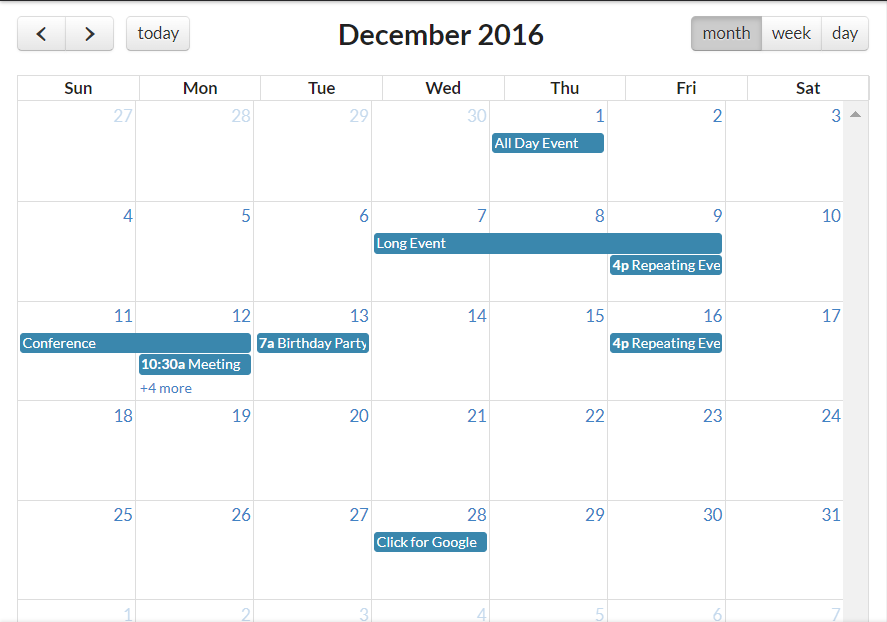 today
December 2016
month week day
Sun Mon Tue Wed Thu Fri Sat
27 28 29 30 1 2 3
All Day Event
4 5 6 7 8 9 10
Long Event
4p Repeating Eve
11 12 13 14 15 16 17
Conference 7a Birthday Party 4p Repeating Eve
10:30a Meeting
+4 more
18 19 20 21 22 23 24
25 26 27 28 29 30 31
Click for Google
1 2 3 4 5 6 7